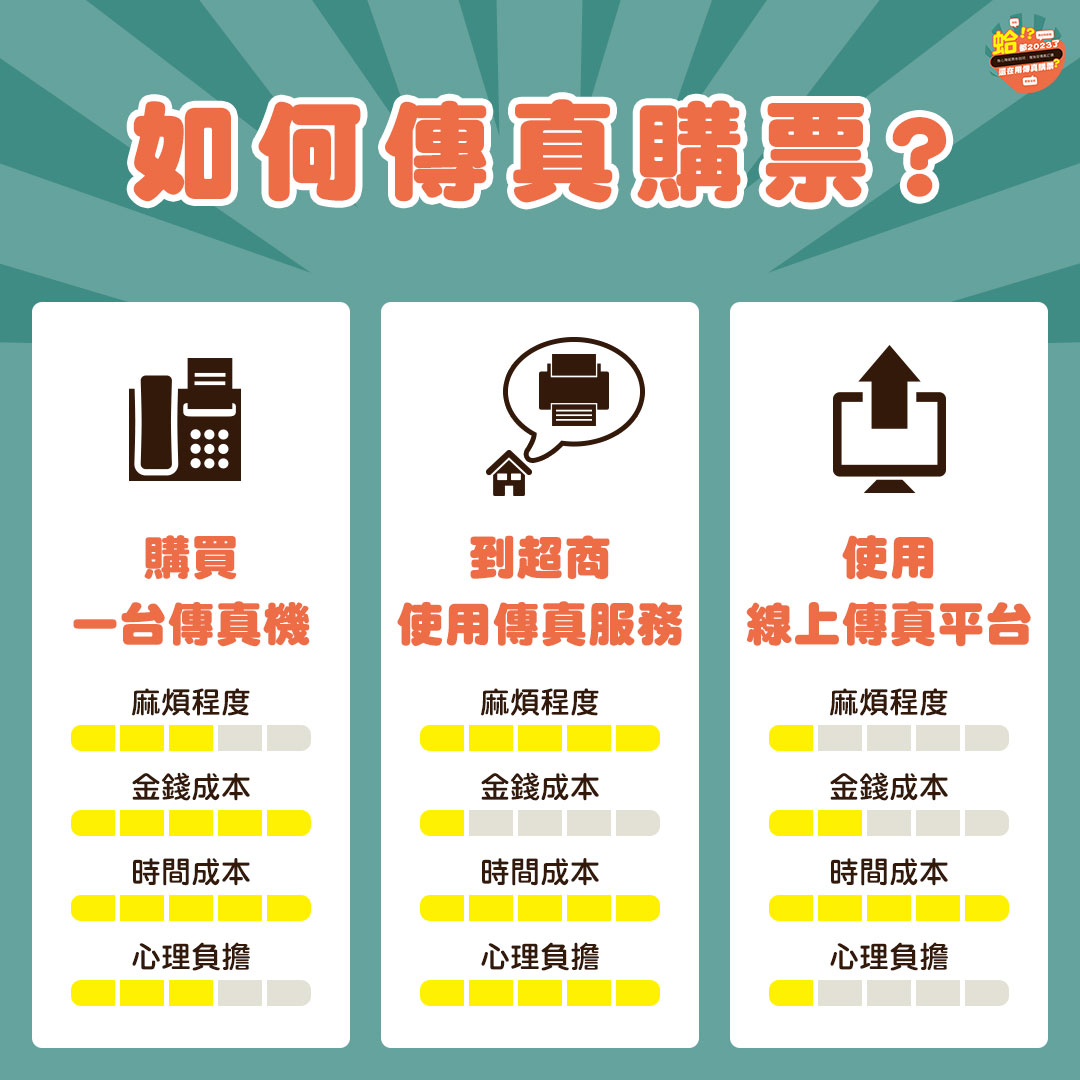 蛤!?
都2023了
還在用傳真購票?
如何傳真購票?
購買
一台傳真機
麻煩程度
金錢成本
時間成本
心理負擔
到超商
使用傳真服務
麻煩程度
金錢成本
時間成本
心理負擔
使用
線上傳真平台
麻煩程度
金錢成本
時間成本
心理負擔